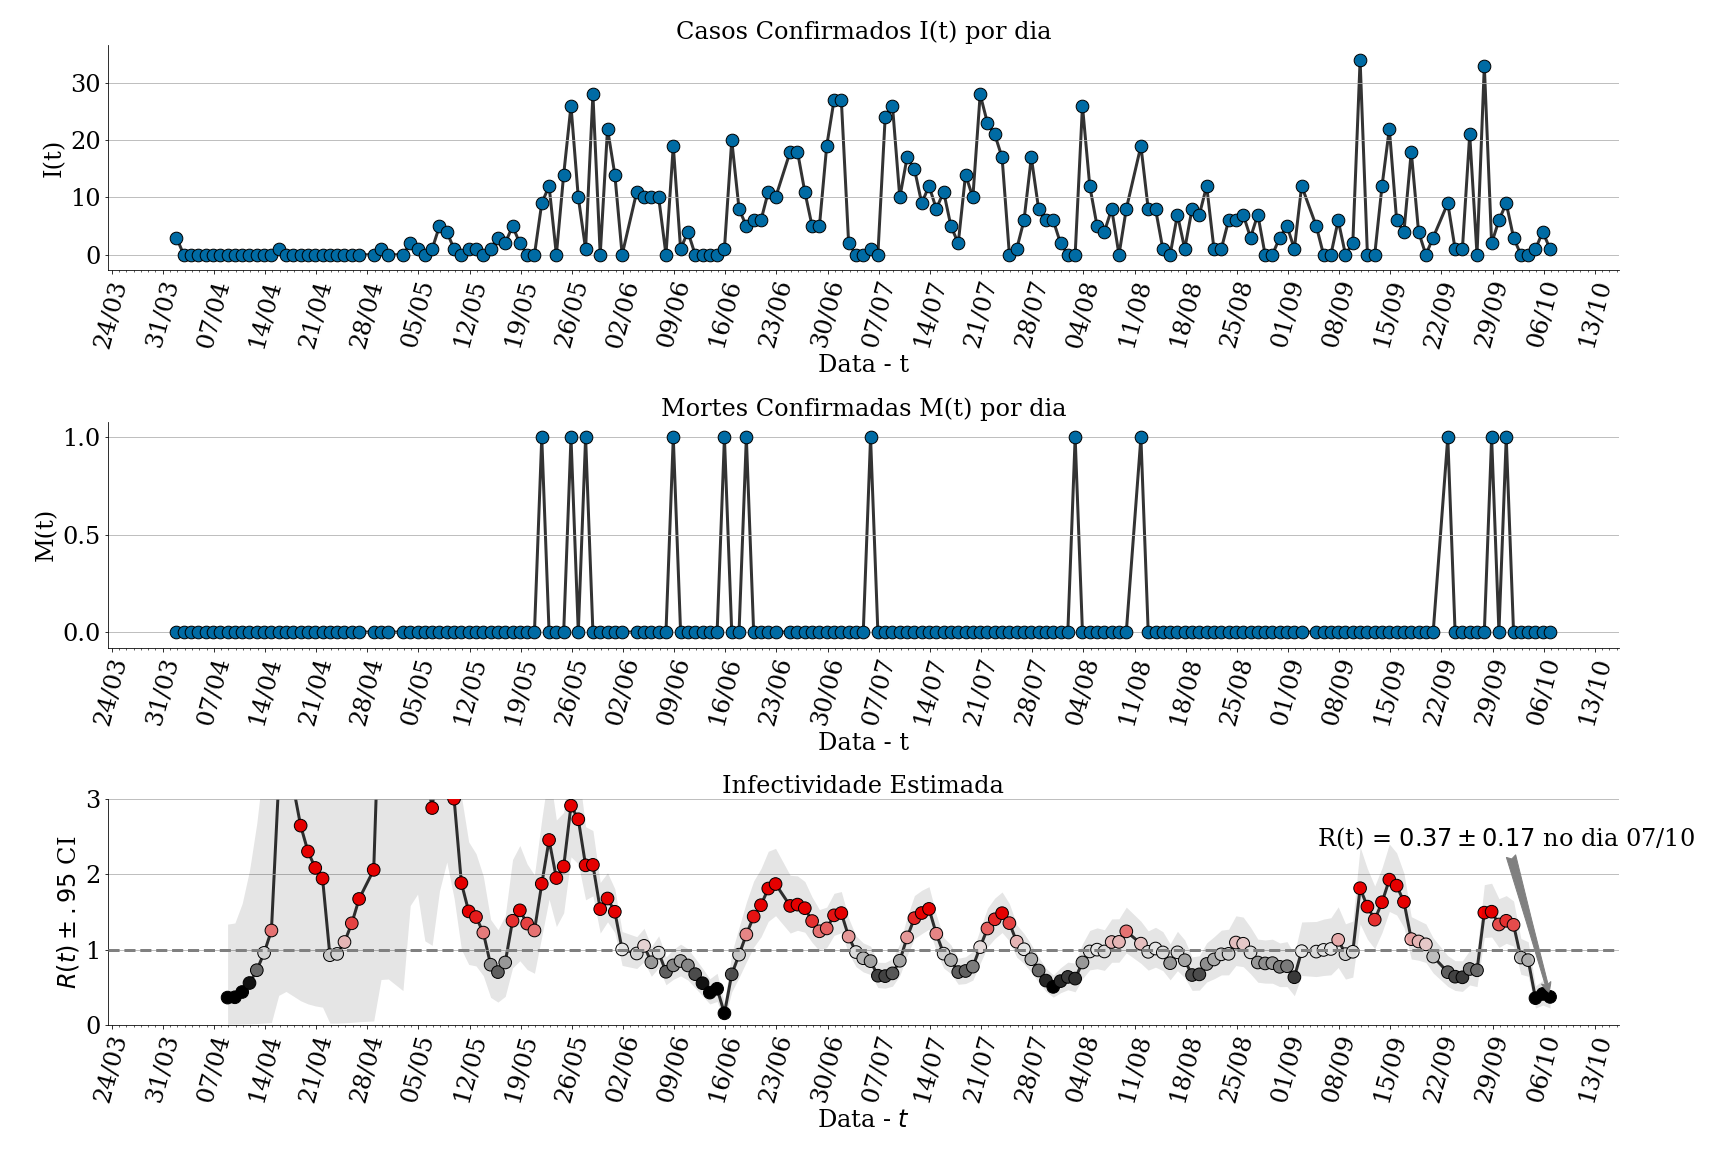 Casos Confirmados I(t) por dia
30
20
10
0
I(t)
24/03 31/03 07/04 14/04 21/04 28/04 05/05 12/05 19/05 26/05 02/06 09/06 16/06 23/06 30/06 07/07 14/07 21/07 28/07 04/08 11/08 18/08 25/08 01/09 08/09 15/09 22/09 29/09 06/10 13/10
Data - t
Mortes Confirmadas M(t) por dia
1.0
0.5
0.0
M(t)
24/03 31/03 07/04 14/04 21/04 28/04 05/05 12/05 19/05 26/05 02/06 09/06 16/06 23/06 30/06 07/07 14/07 21/07 28/07 04/08 11/08 18/08 25/08 01/09 08/09 15/09 22/09 29/09 06/10 13/10
Data - t
Infectividade Estimada
3
2
1
0
R(t) ± .95 CI
R(t) = 0.37 ± 0.17 no dia 07/10
24/03 31/03 07/04 14/04 21/04 28/04 05/05 12/05 19/05 26/05 02/06 09/06 16/06 23/06 30/06 07/07 14/07 21/07 28/07 04/08 11/08 18/08 25/08 01/09 08/09 15/09 22/09 29/09 06/10 13/10
Data - t